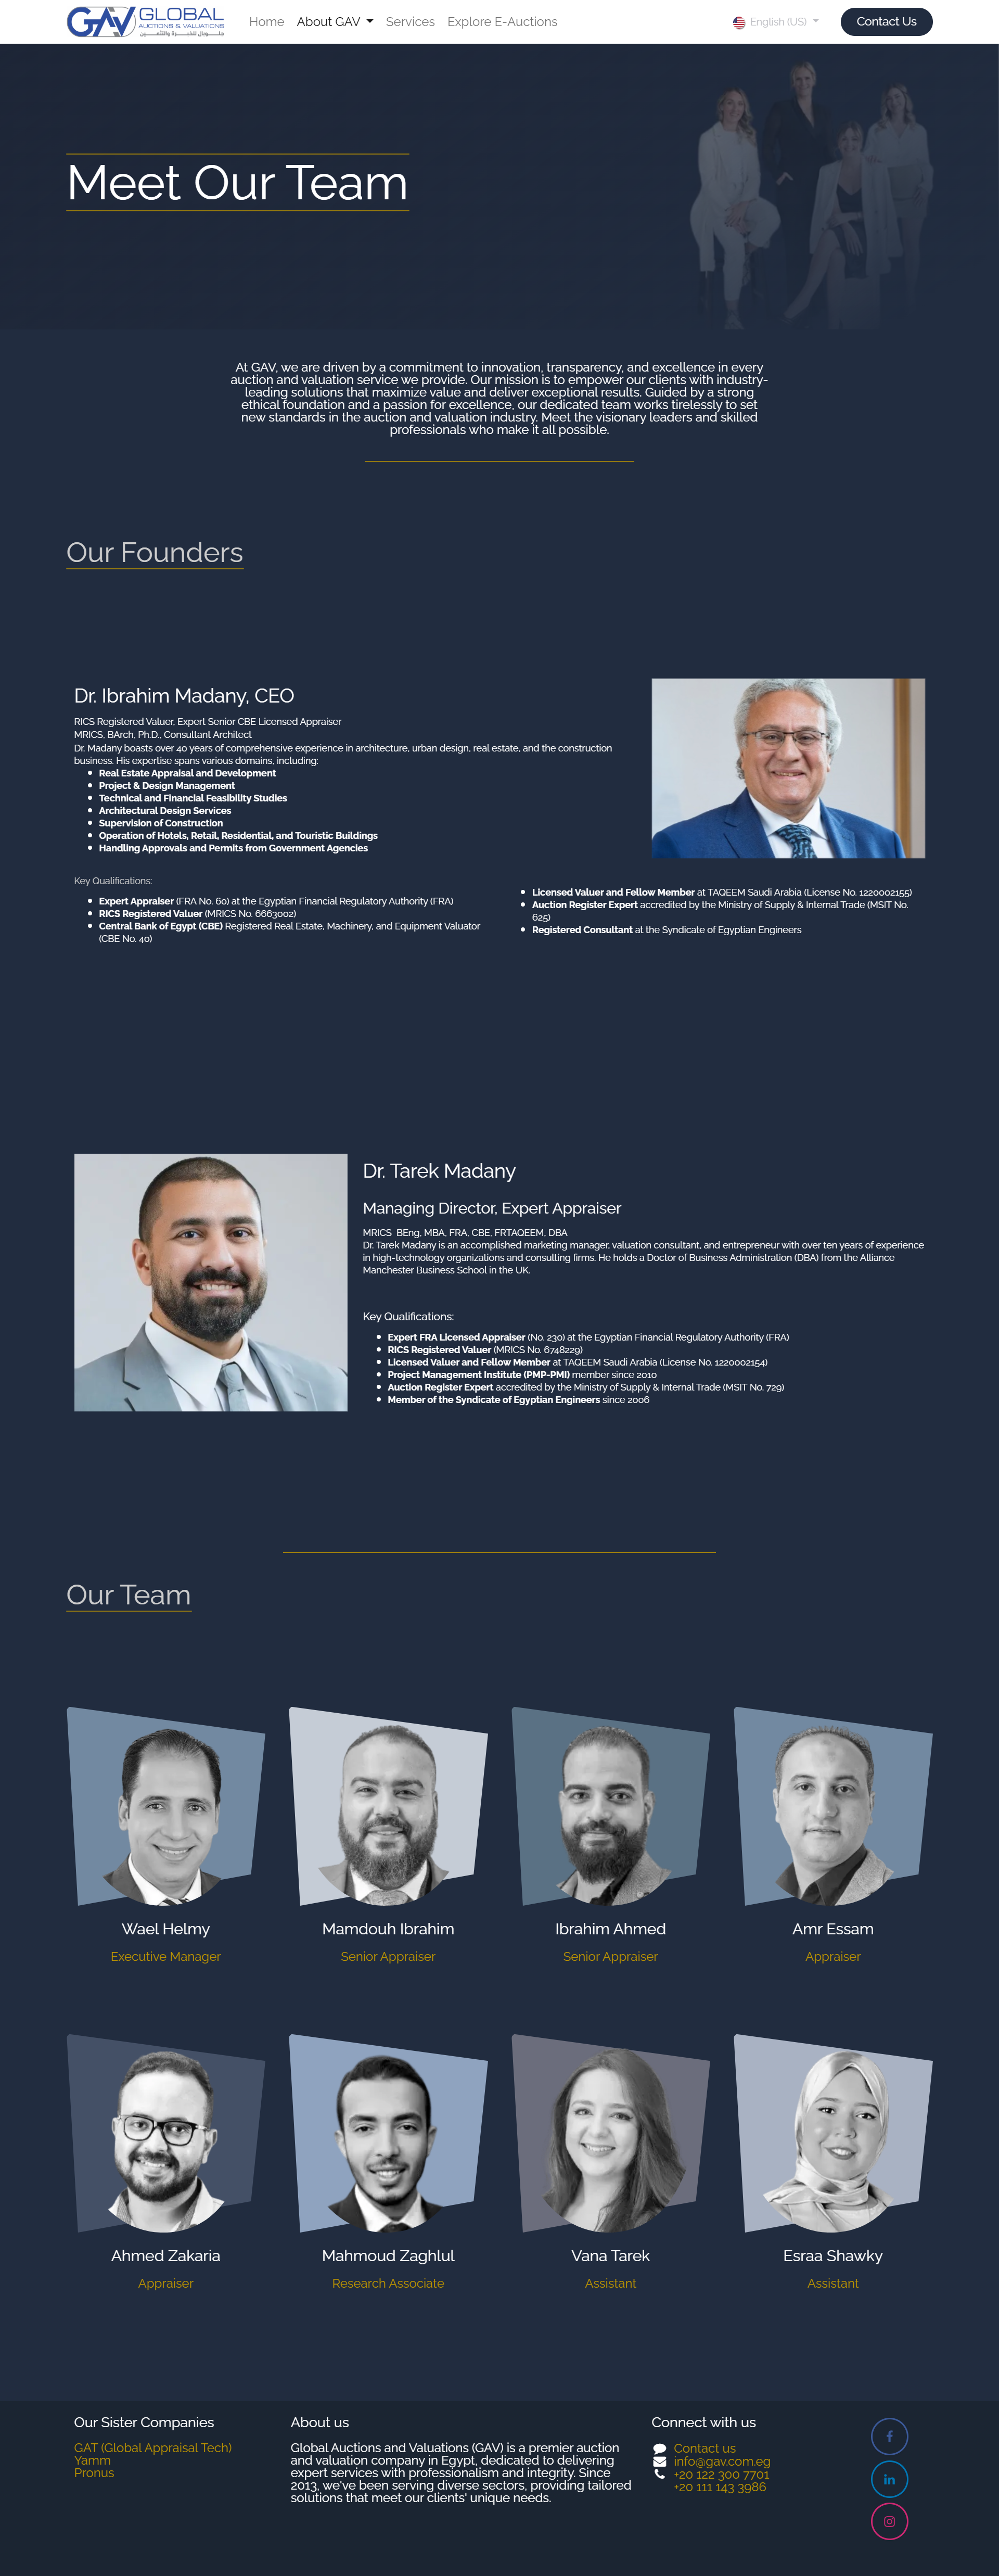 GAV GLOBAL
AUCTIONS & VALUATIONS
جلوبال للخبرة والتثمين
Home
About GAV
Services
Explore E-Auctions
English (US)
Contact Us
Meet Our Team
At GAV, we are driven by a commitment to innovation, transparency, and excellence in every
auction and valuation service we provide. Our mission is to empower our clients with industry-
leading solutions that maximize value and deliver exceptional results. Guided by a strong
ethical foundation and a passion for excellence, our dedicated team works tirelessly to set
new standards in the auction and valuation industry. Meet the visionary leaders and skilled
professionals who make it all possible.
Our Founders
Dr. Ibrahim Madany, CEO
RICS Registered Valuer, Expert Senior CBE Licensed Appraiser
MRICS, BArch, Ph.D., Consultant Architect
Dr. Madany boasts over 40 years of comprehensive experience in architecture, urban design, real estate, and the construction
business. His expertise spans various domains, including:
Real Estate Appraisal and Development
Project & Design Management
Technical and Financial Feasibility Studies
Architectural Design Services
Supervision of Construction
Operation of Hotels, Retail, Residential, and Touristic Buildings
Handling Approvals and Permits from Government Agencies
Key Qualifications:
Expert Appraiser (FRA No. 60) at the Egyptian Financial Regulatory Authority (FRA)
RICS Registered Valuer (MRICS No. 6663002)
Central Bank of Egypt (CBE) Registered Real Estate, Machinery, and Equipment Valuator
(CBE No. 40)
Licensed Valuer and Fellow Member at TAQEEM Saudi Arabia (License No. 1220002155)
Auction Register Expert accredited by the Ministry of Supply & Internal Trade (MSIT No.
625)
Registered Consultant at the Syndicate of Egyptian Engineers
Dr. Tarek Madany
Managing Director, Expert Appraiser
MRICS BEng, MBA, FRA, CBE, FRTAQEEM, DBA
Dr. Tarek Madany is an accomplished marketing manager, valuation consultant, and entrepreneur with over ten years of experience
in high-technology organizations and consulting firms. He holds a Doctor of Business Administration (DBA) from the Alliance
Manchester Business School in the UK.
Key Qualifications:
Expert FRA Licensed Appraiser (No. 230) at the Egyptian Financial Regulatory Authority (FRA)
RICS Registered Valuer (MRICS No. 6748229)
Licensed Valuer and Fellow Member at TAQEEM Saudi Arabia (License No. 1220002154)
Project Management Institute (PMP-PMI) member since 2010
Auction Register Expert accredited by the Ministry of Supply & Internal Trade (MSIT No. 729)
Member of the Syndicate of Egyptian Engineers since 2006
Our Team
Wael Helmy
Executive Manager
Mamdouh Ibrahim
Senior Appraiser
Ibrahim Ahmed
Senior Appraiser
Amr Essam
Appraiser
Ahmed Zakaria
Appraiser
Mahmoud Zaghlul
Research Associate
Vana Tarek
Assistant
Esraa Shawky
Assistant
Our Sister Companies
GAT (Global Appraisal Tech)
Yamm
Pronus
About us
Global Auctions and Valuations (GAV) is a premier auction
and valuation company in Egypt, dedicated to delivering
expert services with professionalism and integrity. Since
2013, we've been serving diverse sectors, providing tailored
solutions that meet our clients' unique needs.
Connect with us
Contact us
info@gav.com.eg
+20 122 300 7701
+20 111 143 3986